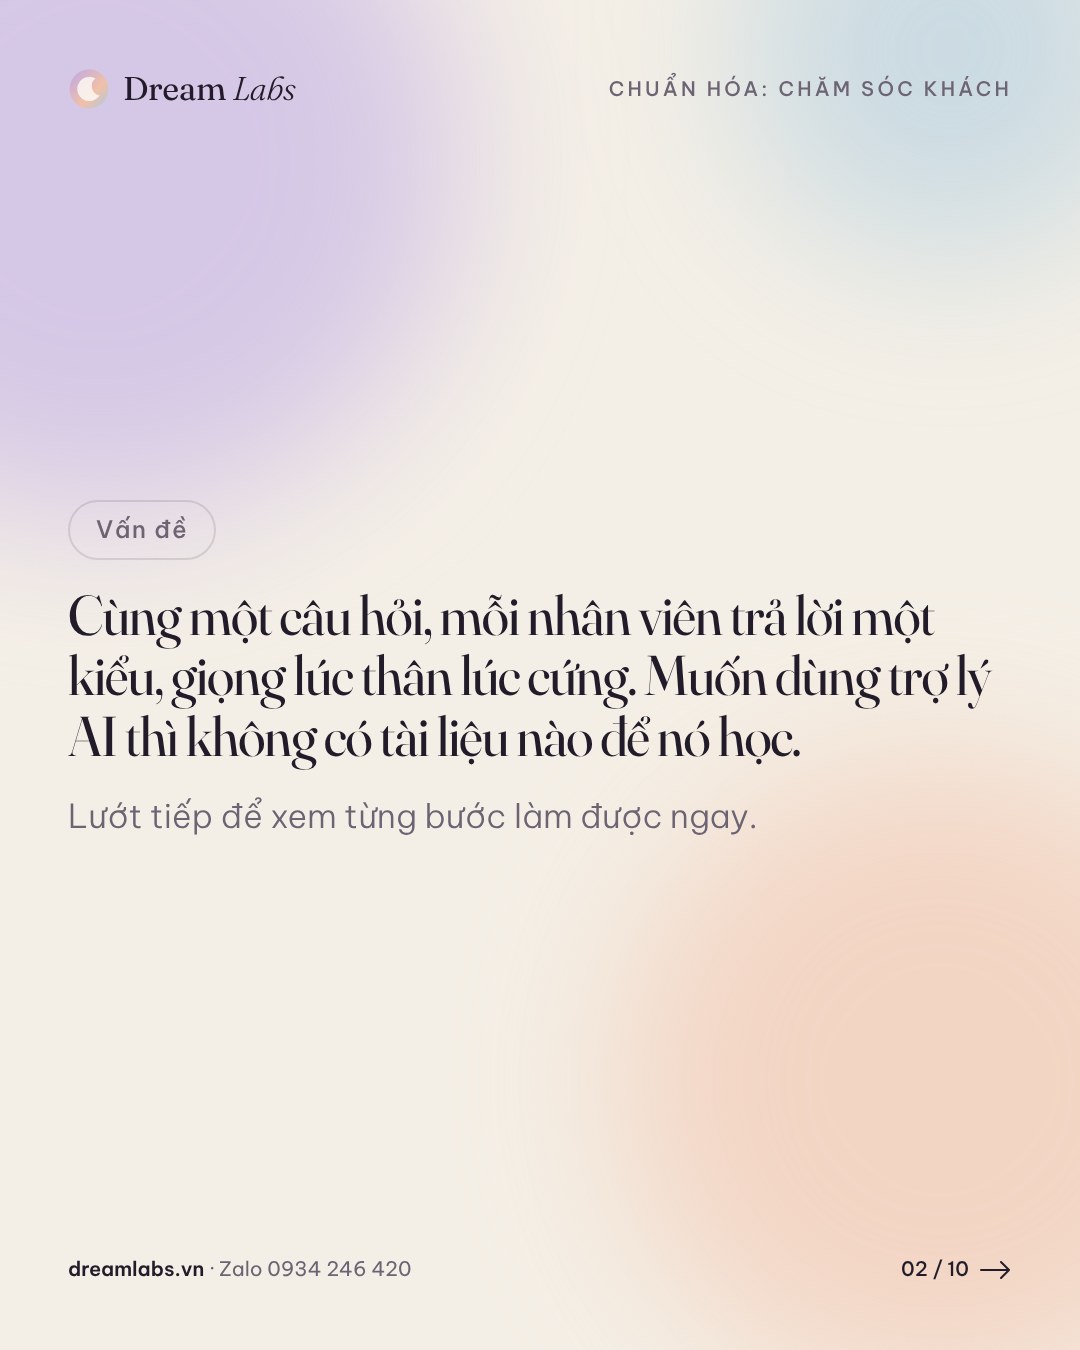 Dream Labs
CHUẨN HÓA: CHĂM SÓC KHÁCH
Vấn đề
Cùng một câu hỏi, mỗi nhân viên trả lời một
kiểu, giọng lúc thân lúc cứng. Muốn dùng trợ lý
AI thì không có tài liệu nào để nó học.
Lướt tiếp để xem từng bước làm được ngay.
dreamlabs.vn · Zalo 0934 246 420
02 / 10 →